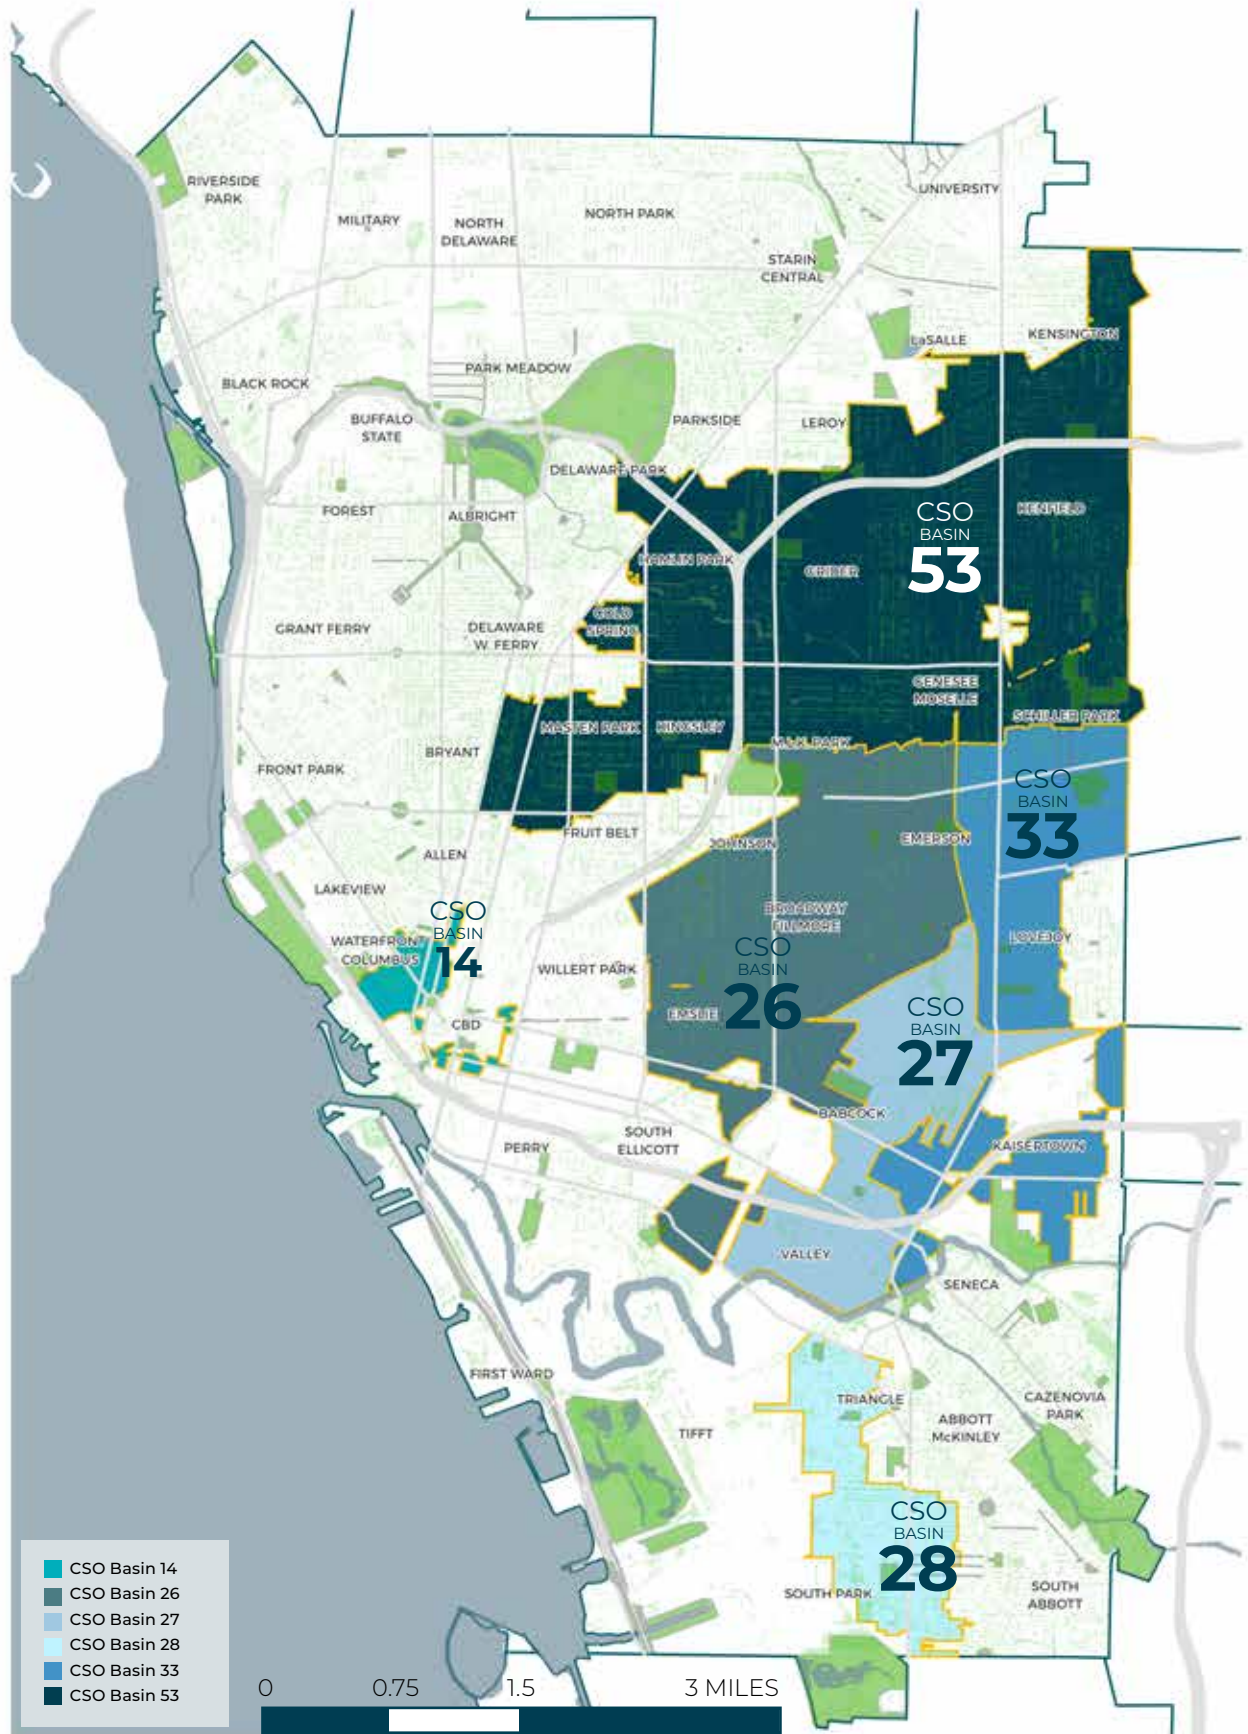 RIVERSIDE
PARK
MILITARY
NORTH
DELAWARE
NORTH PARK
UNIVERSITY
STARIN
CENTRAL
LaSALLE
KENSINGTON
BLACK ROCK
PARK MEADOW
BUFFALO
STATE
PARKSIDE
LEROY
DELAWARE PARK
FOREST
ALBRIGHT
CSO
BASIN
53
KENFIELD
HAMLIN PARK
GRIDER
COLD
SPRING
GRANT FERRY
DELAWARE
W. FERRY
GENESEE
MOSELLE
SCHILLER PARK
MASTEN PARK
KINGSLEY
M.L.K. PARK
BRYANT
FRONT PARK
CSO
BASIN
33
FRUIT BELT
JOHNSON
EMERSON
ALLEN
LAKEVIEW
CSO
BASIN
14
BROADWAY
FILLMORE
WATERFRONT
COLUMBUS
LOVEJOY
WILLERT PARK
CSO
BASIN
26
EMSLIE
CBD
CSO
BASIN
27
BABCOCK
PERRY
SOUTH
ELLICOTT
KAISERTOWN
VALLEY
SENECA
FIRST WARD
TRIANGLE
CAZENOVIA
PARK
ABBOTT
McKINLEY
TIFFT
CSO
BASIN
28
SOUTH PARK
SOUTH
ABBOTT
CSO Basin 14
CSO Basin 26
CSO Basin 27
CSO Basin 28
CSO Basin 33
CSO Basin 53
0 0.75 1.5 3 MILES